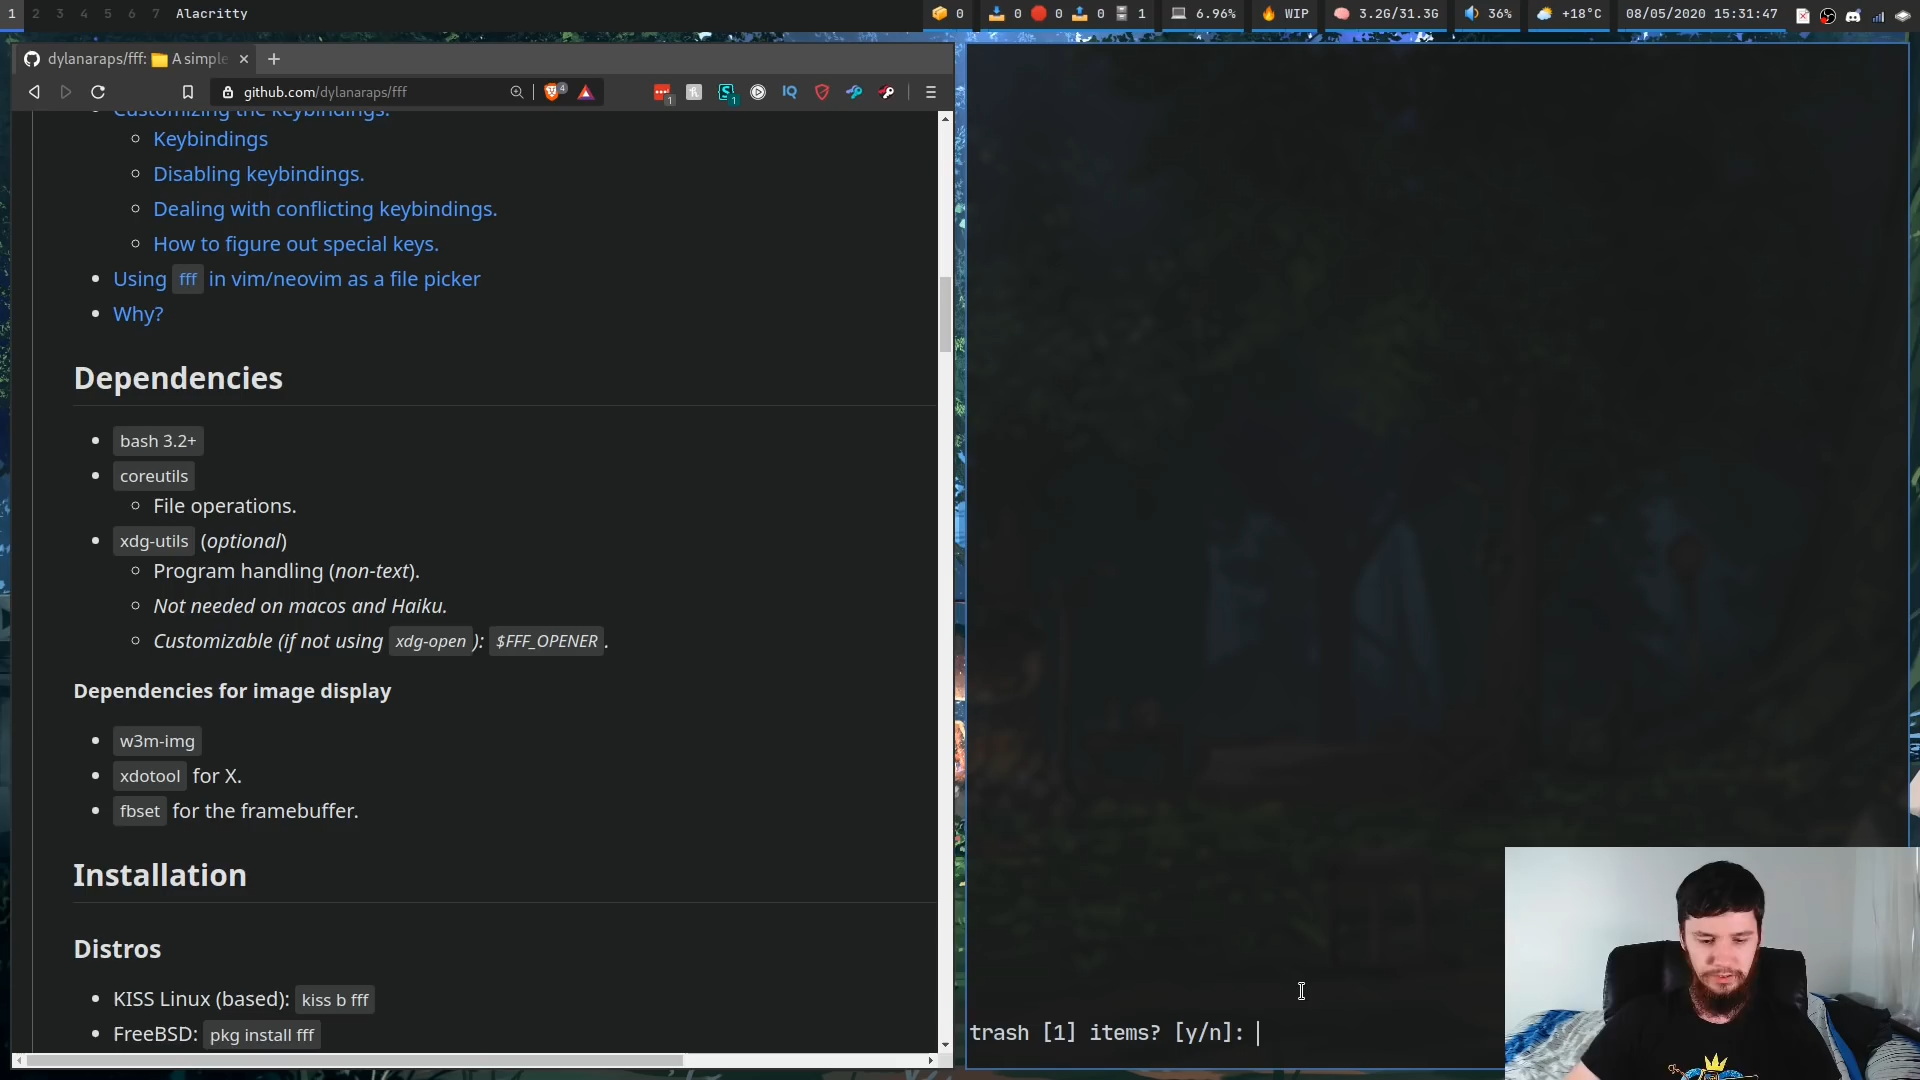 1 2 3 4 5 6 7 Alacritty
0 0 0 0 1 6.96% WIP 3.2G/31.3G 36% +18°C 08/05/2020 15:31:47
dylanaraps/fff: A simple
github.com/dylanaraps/fff
Customizing the keybindings.
Keybindings
Disabling keybindings.
Dealing with conflicting keybindings.
How to figure out special keys.
Using fff in vim/neovim as a file picker
Why?
Dependencies
bash 3.2+
coreutils
File operations.
xdg-utils (optional)
Program handling (non-text).
Not needed on macos and Haiku.
Customizable (if not using xdg-open): $FFF_OPENER.
Dependencies for image display
w3m-img
xdotool for X.
fbset for the framebuffer.
Installation
Distros
KISS Linux (based): kiss b fff
FreeBSD: pkg install fff
trash [1] items? [y/n]: